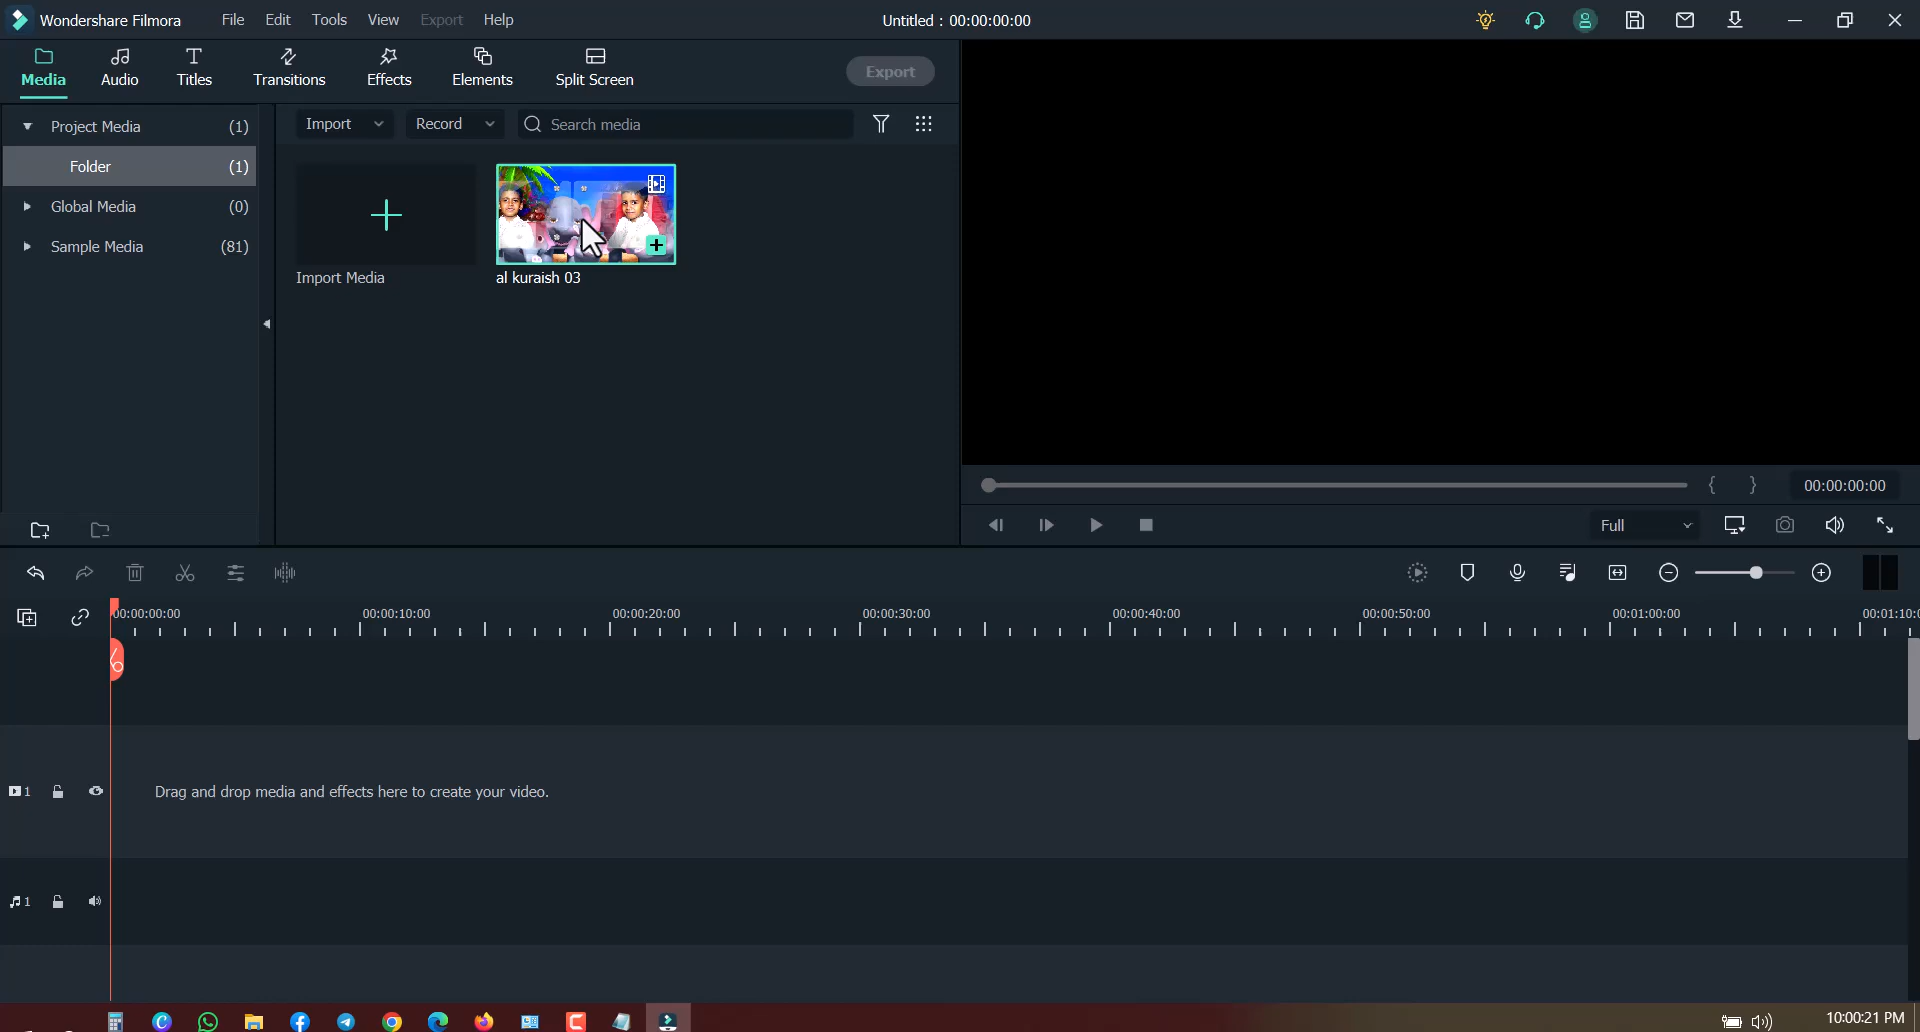 Wondershare Filmora File Edit Tools View Export Help Untitled : 00:00:00:00
Media Audio Titles Transitions Effects Elements Split Screen Export
Project Media (1)
Folder (1)
Global Media (0)
Sample Media (81)
Import Record Search media
Import Media al kuraish 03
00:00:00:00
Full
00:00:00:00 00:00:10:00 00:00:20:00 00:00:30:00 00:00:40:00 00:00:50:00 00:01:00:00 00:01:10:0
1 Drag and drop media and effects here to create your video.
1
10:00:21 PM